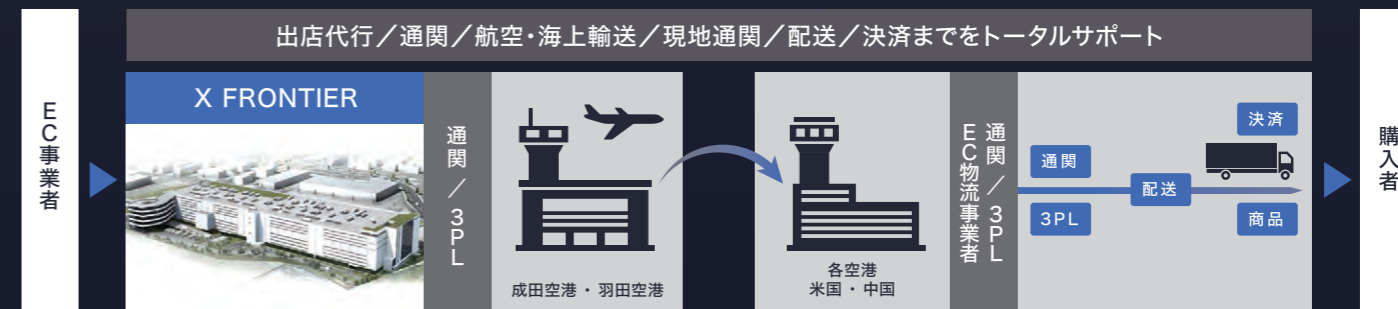 出店代行／通関／航空・海上輸送／現地通関／配送／決済までをトータルサポート
EC事業者
X FRONTIER
通関／3PL
成田空港・羽田空港
各空港
米国・中国
通関／3PL
EC物流事業者
通関
3PL
配送
決済
商品
購入者